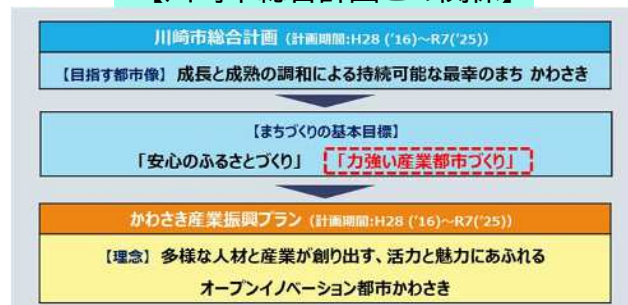 川崎市総合計画（計画期間:H28（'16）～R7（'25））
【目指す都市像】成長と成熟の調和による持続可能な最幸のまち かわさき
【まちづくりの基本目標】
「安心のふるさとづくり」 「力強い産業都市づくり」
かわさき産業振興プラン（計画期間:H28（'16）～R7（'25））
【理念】多様な人材と産業が創り出す、活力と魅力にあふれる
オープンイノベーション都市かわさき